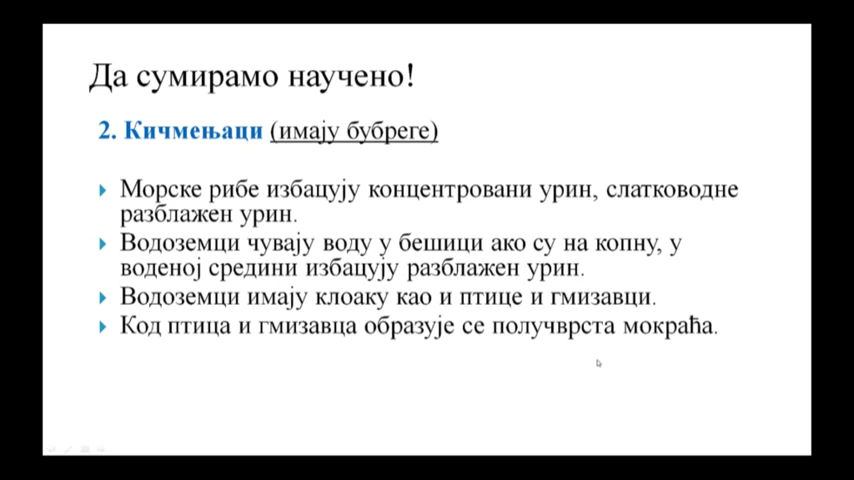 Да сумирамо научено!
2. Кичмењаци (имају бубреге)
Морске рибе избацују концентровани урин, слатководне
разблажен урин.
Водоземци чувају воду у бешици ако су на копну, у
воденој средини избацују разблажен урин.
Водоземци имају клоаку као и птице и гмизавци.
Код птица и гмизавца образује се получврста мокраћа.